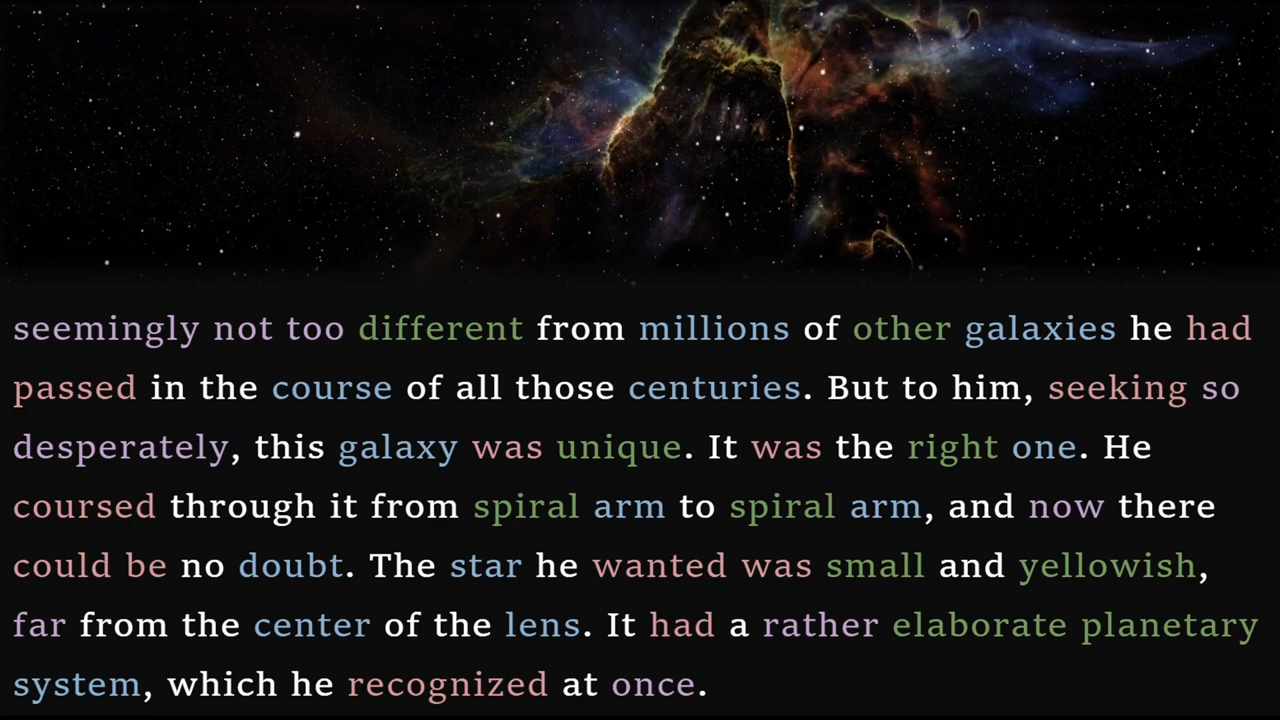 seemingly not too different from millions of other galaxies he had
passed in the course of all those centuries. But to him, seeking so
desperately, this galaxy was unique. It was the right one. He
coursed through it from spiral arm to spiral arm, and now there
could be no doubt. The star he wanted was small and yellowish,
far from the center of the lens. It had a rather elaborate planetary
system, which he recognized at once.